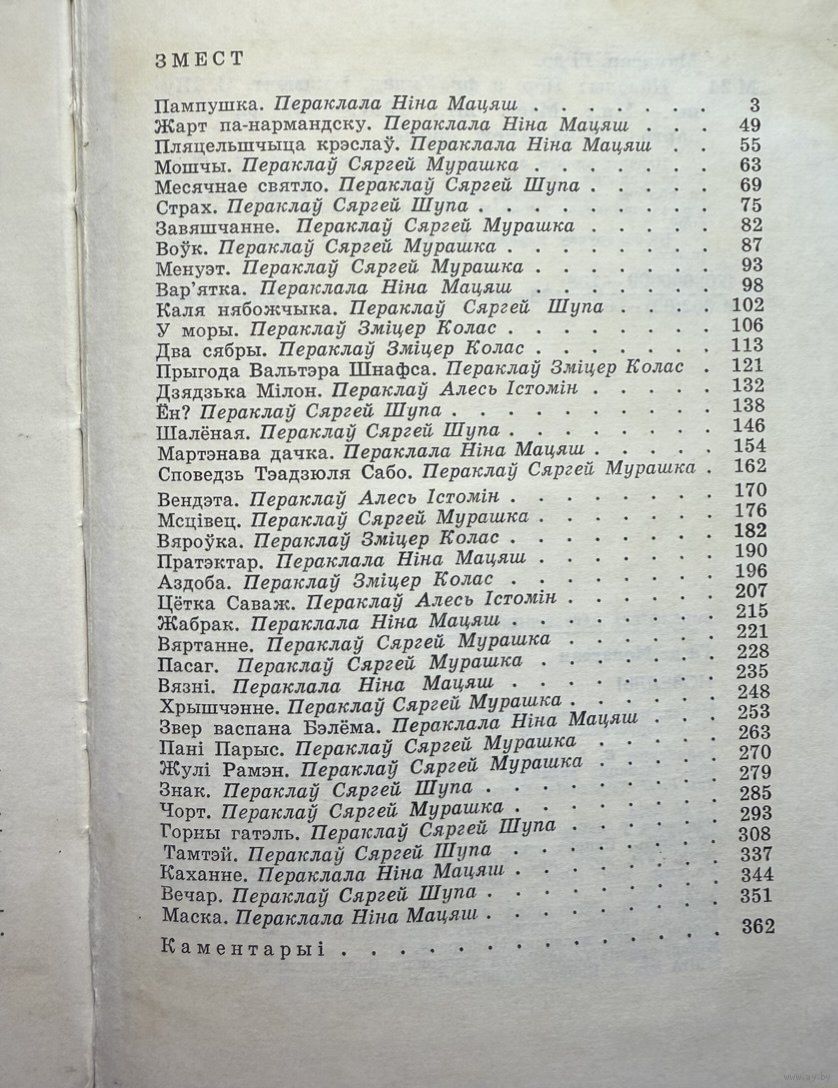 ЗМЕСТ
Пампушка. Пераклала Ніна Мацяш . . . . . . . 3
Жарт па-нармандску. Пераклала Ніна Мацяш . . . 49
Пляцельшчыца крэслаў. Пераклала Ніна Мацяш . . 55
Мошчы. Пераклаў Сяргей Мурашка . . . . . . . 63
Месячнае святло. Пераклаў Сяргей Шупа . . . . . 69
Страх. Пераклаў Сяргей Шупа . . . . . . . . . 75
Завяшчанне. Пераклаў Сяргей Мурашка . . . . . 82
Воўк. Пераклаў Сяргей Мурашка . . . . . . . . 87
Менуэт. Пераклаў Сяргей Мурашка . . . . . . . 93
Вар'ятка. Пераклала Ніна Мацяш . . . . . . . 98
Каля нябожчыка. Пераклаў Сяргей Шупа . . . . 102
У моры. Пераклаў Зміцер Колас . . . . . . . . 106
Два сябры. Пераклаў Зміцер Колас . . . . . . . 113
Прыгода Вальтэра Шнафса. Пераклаў Зміцер Колас . 121
Дзядзька Мілон. Пераклаў Алесь Істомін . . . . . 132
Ён? Пераклаў Сяргей Шупа . . . . . . . . . 138
Шалёная. Пераклаў Сяргей Шупа . . . . . . . 146
Мартэнава дачка. Пераклала Ніна Мацяш . . . . . 154
Споведзь Тэадзюля Сабо. Пераклаў Сяргей Мурашка . 162
Вендэта. Пераклаў Алесь Істомін . . . . . . . . 170
Мсцівец. Пераклаў Сяргей Мурашка . . . . . . . 176
Вяроўка. Пераклаў Зміцер Колас . . . . . . . . 182
Пратэктар. Пераклала Ніна Мацяш . . . . . . . 190
Аздоба. Пераклаў Зміцер Колас . . . . . . . . 196
Цётка Саваж. Пераклаў Алесь Істомін . . . . . . 207
Жабрак. Пераклала Ніна Мацяш . . . . . . . . 215
Вяртанне. Пераклаў Сяргей Мурашка . . . . . . 221
Пасаг. Пераклаў Сяргей Мурашка . . . . . . . 228
Вязні. Пераклала Ніна Мацяш . . . . . . . . 235
Хрышчэнне. Пераклаў Сяргей Мурашка . . . . . . 248
Звер васпана Бэлёма. Пераклала Ніна Мацяш . . . 253
Пані Парыс. Пераклаў Сяргей Мурашка . . . . . 263
Жулі Рамэн. Пераклаў Сяргей Мурашка . . . . . 270
Знак. Пераклаў Сяргей Шупа . . . . . . . . . 279
Чорт. Пераклаў Сяргей Мурашка . . . . . . . . 285
Горны гатэль. Пераклаў Сяргей Шупа . . . . . . 293
Тамтэй. Пераклаў Сяргей Шупа . . . . . . . . 308
Каханне. Пераклала Ніна Мацяш . . . . . . . . 337
Вечар. Пераклаў Сяргей Шупа . . . . . . . . . 344
Маска. Пераклала Ніна Мацяш . . . . . . . . . 351
Каментарыі . . . . . . . . . . . . . . 362
www.ay.by